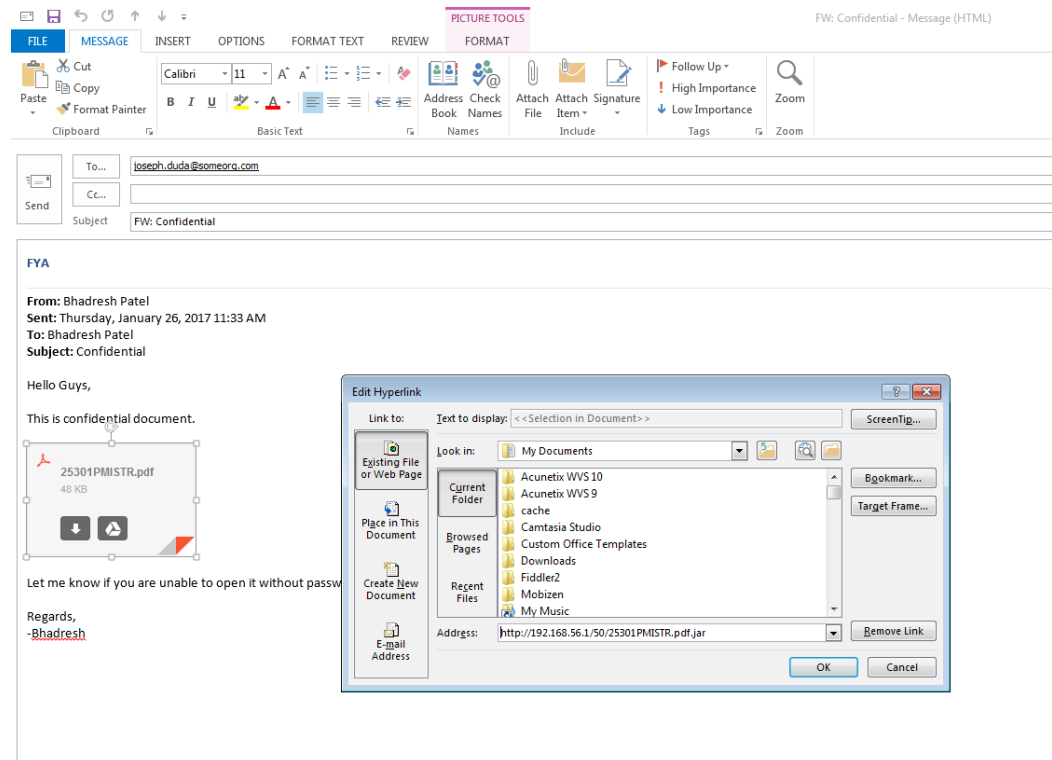 PICTURE TOOLS
FW: Confidential - Message (HTML)
FILE MESSAGE INSERT OPTIONS FORMAT TEXT REVIEW FORMAT
Cut
Copy
Format Painter
Paste
Clipboard
Calibri 11
B I U
Basic Text
Address Book
Check Names
Names
Attach File
Attach Item
Signature
Include
Follow Up
High Importance
Low Importance
Tags
Zoom
Zoom
Send
To... joseph.duda@someorg.com
Cc...
Subject FW: Confidential
FYA
From: Bhadresh Patel
Sent: Thursday, January 26, 2017 11:33 AM
To: Bhadresh Patel
Subject: Confidential
Hello Guys,
This is confidential document.
25301PMISTR.pdf
48 KB
Let me know if you are unable to open it without passw
Regards,
-Bhadresh
Edit Hyperlink
Link to:
Text to display: <<Selection in Document>>
ScreenTip...
Existing File
or Web Page
Place in This
Document
Create New
Document
E-mail
Address
Look in: My Documents
Current
Folder
Browsed
Pages
Recent
Files
Acunetix WVS 10
Acunetix WVS 9
cache
Camtasia Studio
Custom Office Templates
Downloads
Fiddler2
Mobizen
My Music
Bookmark...
Target Frame...
Address: http://192.168.56.1/50/25301PMISTR.pdf.jar
Remove Link
OK Cancel